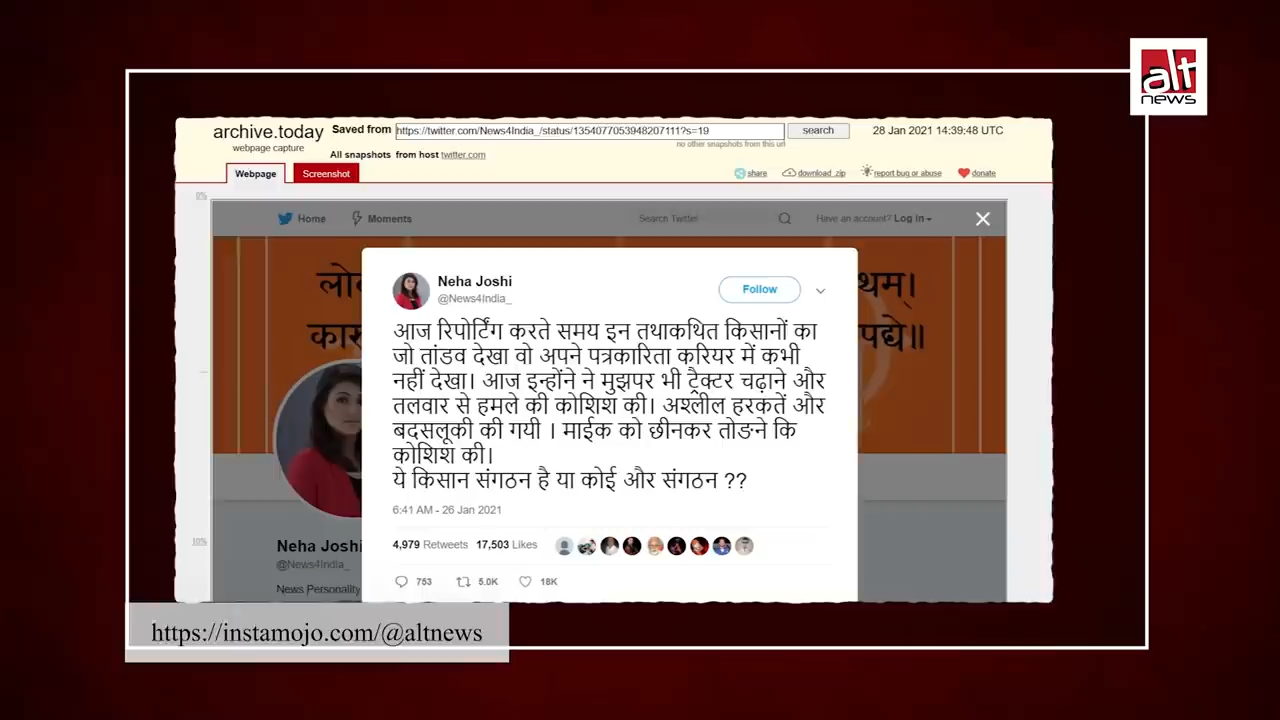 alt
news
archive.today
webpage capture
Saved from https://twitter.com/News4India_/status/1354077053948207111?s=19 search
28 Jan 2021 14:39:48 UTC
no other snapshots from this url
All snapshots from host twitter.com
Webpage Screenshot
share download .zip report bug or abuse donate
0%
Home Moments Search Twitter Have an account? Log in
लो
थम्।
कारु
पद्ये॥
Neha Joshi
@News4India_
Follow
आज रिपोर्टिंग करते समय इन तथाकथित किसानों का
जो तांडव देखा वो अपने पत्रकारिता करियर में कभी
नहीं देखा। आज इन्होंने ने मुझपर भी ट्रैक्टर चढ़ाने और
तलवार से हमले की कोशिश की। अश्लील हरकतें और
बदसलूकी की गयी । माईक को छीनकर तोङने कि
कोशिश की।
ये किसान संगठन है या कोई और संगठन ??
6:41 AM - 26 Jan 2021
4,979 Retweets 17,503 Likes
753 5.0K 18K
10%
Neha Joshi
@News4India_
News Personality
https://instamojo.com/@altnews